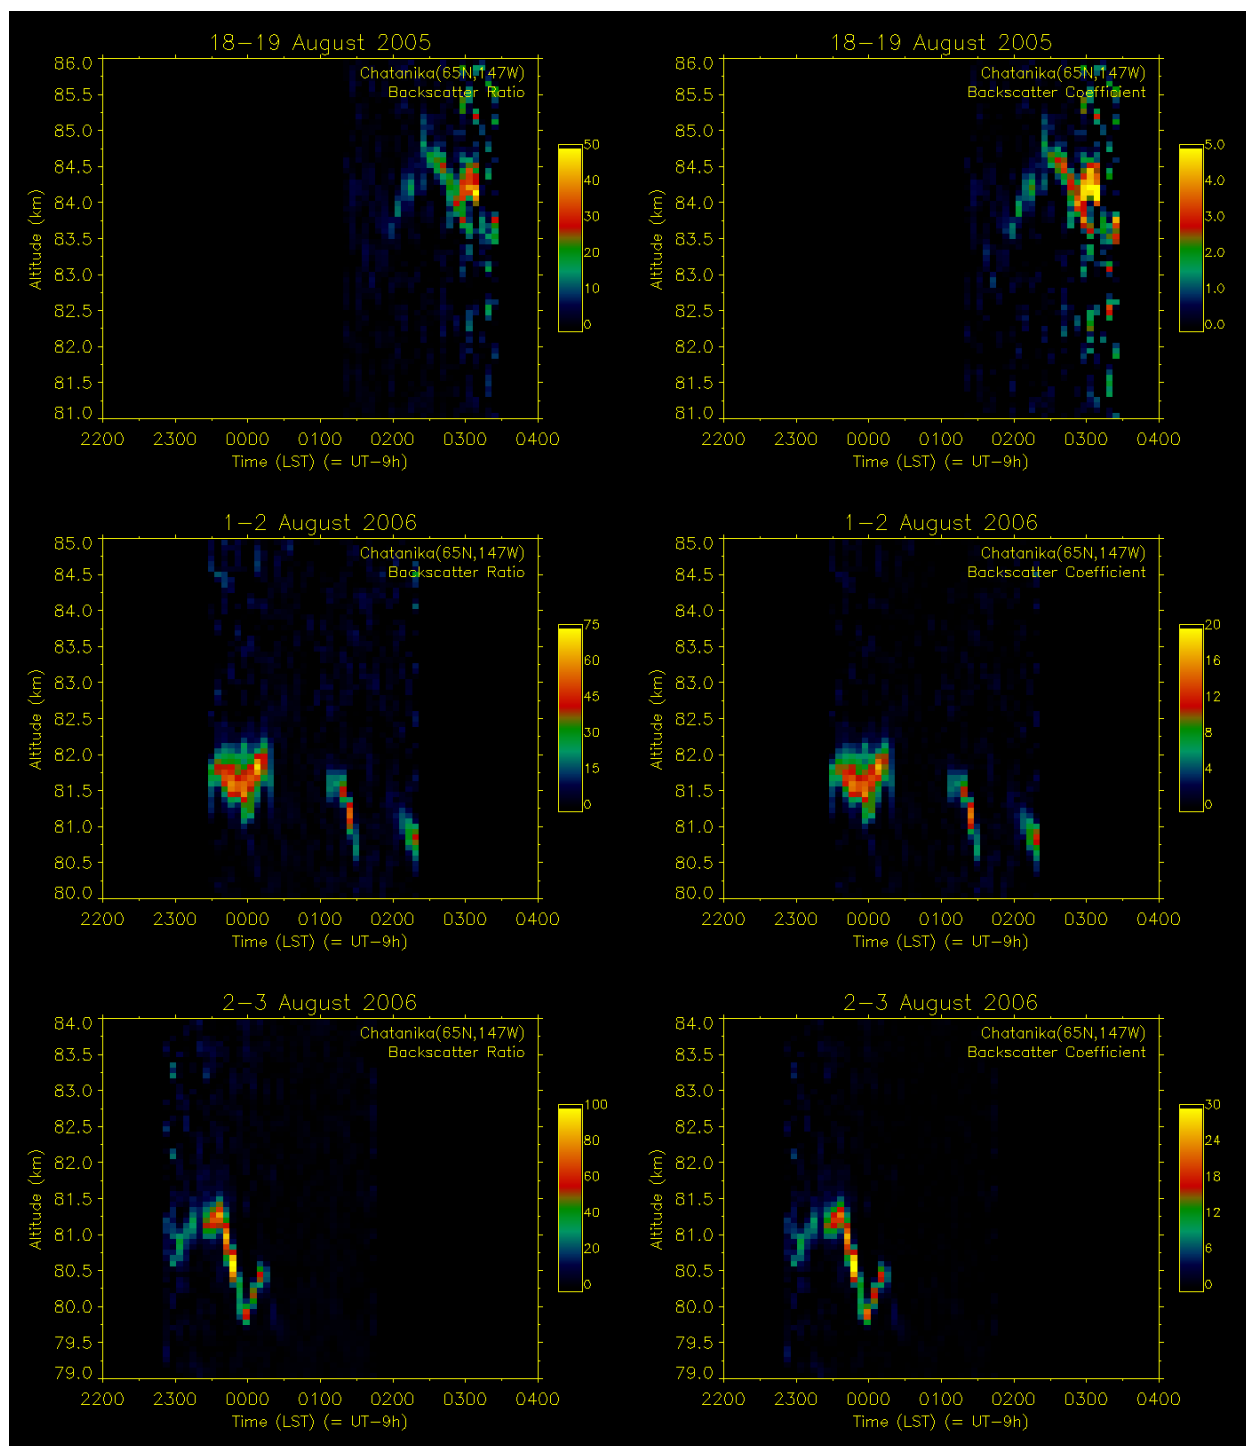 18-19 August 2005
Chatanika(65N,147W)
Backscatter Ratio
Altitude (km)
86.0
85.5
85.0
84.5
84.0
83.5
83.0
82.5
82.0
81.5
81.0
2200 2300 0000 0100 0200 0300 0400
Time (LST) (= UT-9h)
50
40
30
20
10
0
18-19 August 2005
Chatanika(65N,147W)
Backscatter Coefficient
Altitude (km)
86.0
85.5
85.0
84.5
84.0
83.5
83.0
82.5
82.0
81.5
81.0
2200 2300 0000 0100 0200 0300 0400
Time (LST) (= UT-9h)
5.0
4.0
3.0
2.0
1.0
0.0
1-2 August 2006
Chatanika(65N,147W)
Backscatter Ratio
Altitude (km)
85.0
84.5
84.0
83.5
83.0
82.5
82.0
81.5
81.0
80.5
80.0
2200 2300 0000 0100 0200 0300 0400
Time (LST) (= UT-9h)
75
60
45
30
15
0
1-2 August 2006
Chatanika(65N,147W)
Backscatter Coefficient
Altitude (km)
85.0
84.5
84.0
83.5
83.0
82.5
82.0
81.5
81.0
80.5
80.0
2200 2300 0000 0100 0200 0300 0400
Time (LST) (= UT-9h)
20
16
12
8
4
0
2-3 August 2006
Chatanika(65N,147W)
Backscatter Ratio
Altitude (km)
84.0
83.5
83.0
82.5
82.0
81.5
81.0
80.5
80.0
79.5
79.0
2200 2300 0000 0100 0200 0300 0400
Time (LST) (= UT-9h)
100
80
60
40
20
0
2-3 August 2006
Chatanika(65N,147W)
Backscatter Coefficient
Altitude (km)
84.0
83.5
83.0
82.5
82.0
81.5
81.0
80.5
80.0
79.5
79.0
2200 2300 0000 0100 0200 0300 0400
Time (LST) (= UT-9h)
30
24
18
12
6
0